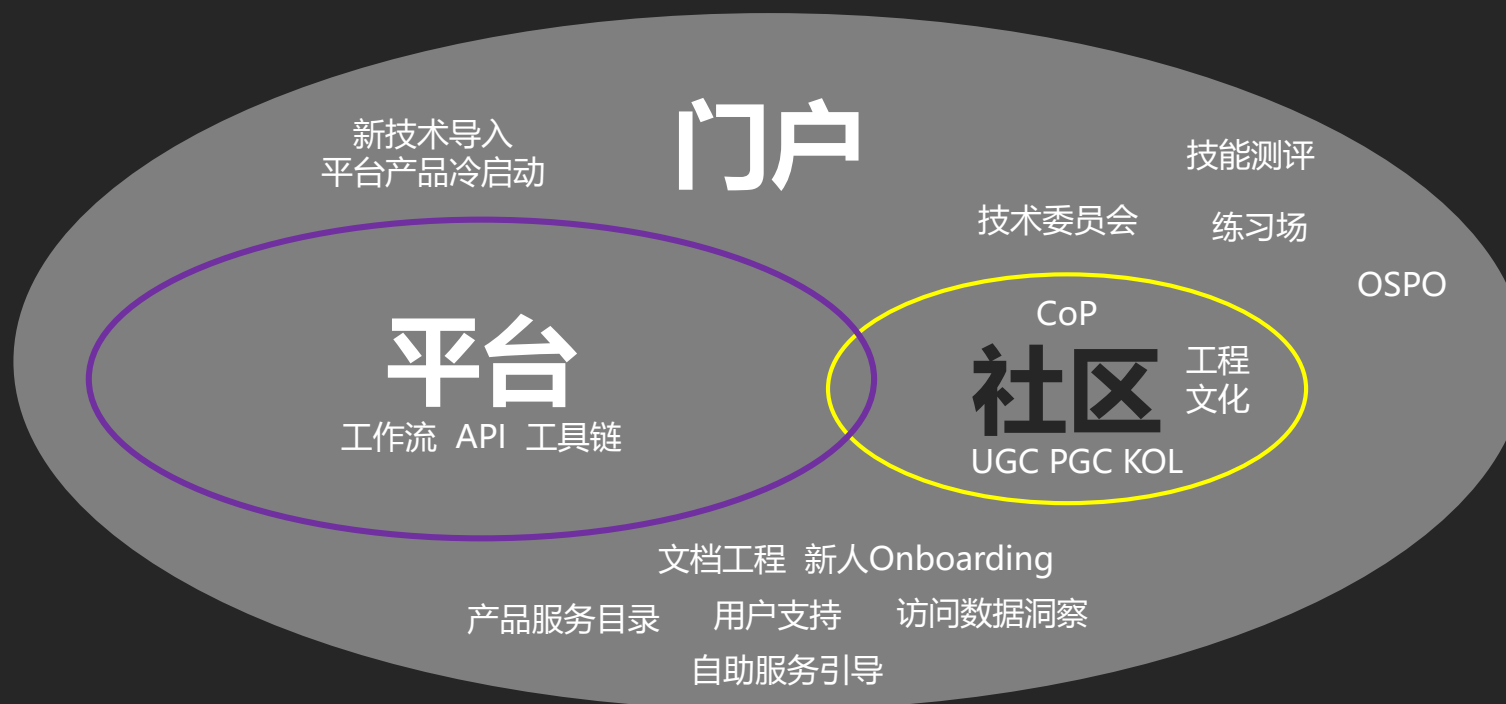 门户
新技术导入
平台产品冷启动
技能测评
技术委员会
练习场
OSPO
平台
工作流 API 工具链
CoP
社区
工程
文化
UGC PGC KOL
文档工程 新人Onboarding
产品服务目录 用户支持 访问数据洞察
自助服务引导